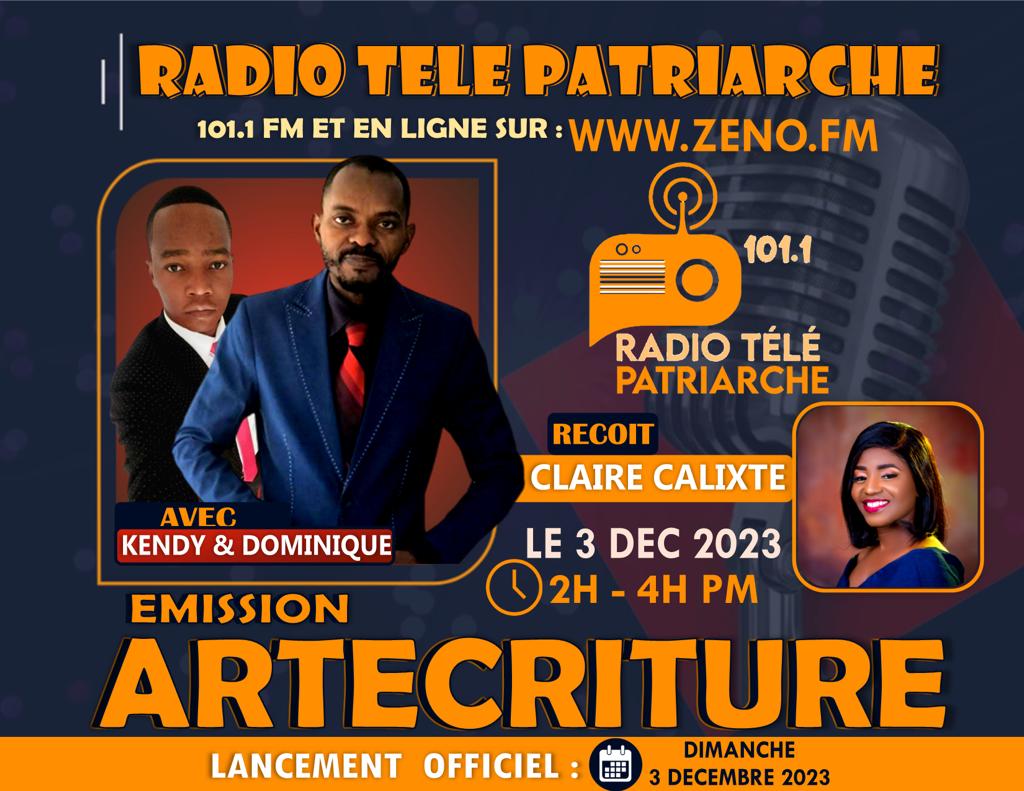 RADIO TELE PATRIARCHE
101.1 FM ET EN LIGNE SUR : WWW.ZENO.FM
101.1
RADIO TÉLÉ
PATRIARCHE
RECOIT
CLAIRE CALIXTE
AVEC
KENDY & DOMINIQUE
LE 3 DEC 2023
2H - 4H PM
EMISSION
ARTECRITURE
LANCEMENT OFFICIEL :
DIMANCHE
3 DECEMBRE 2023